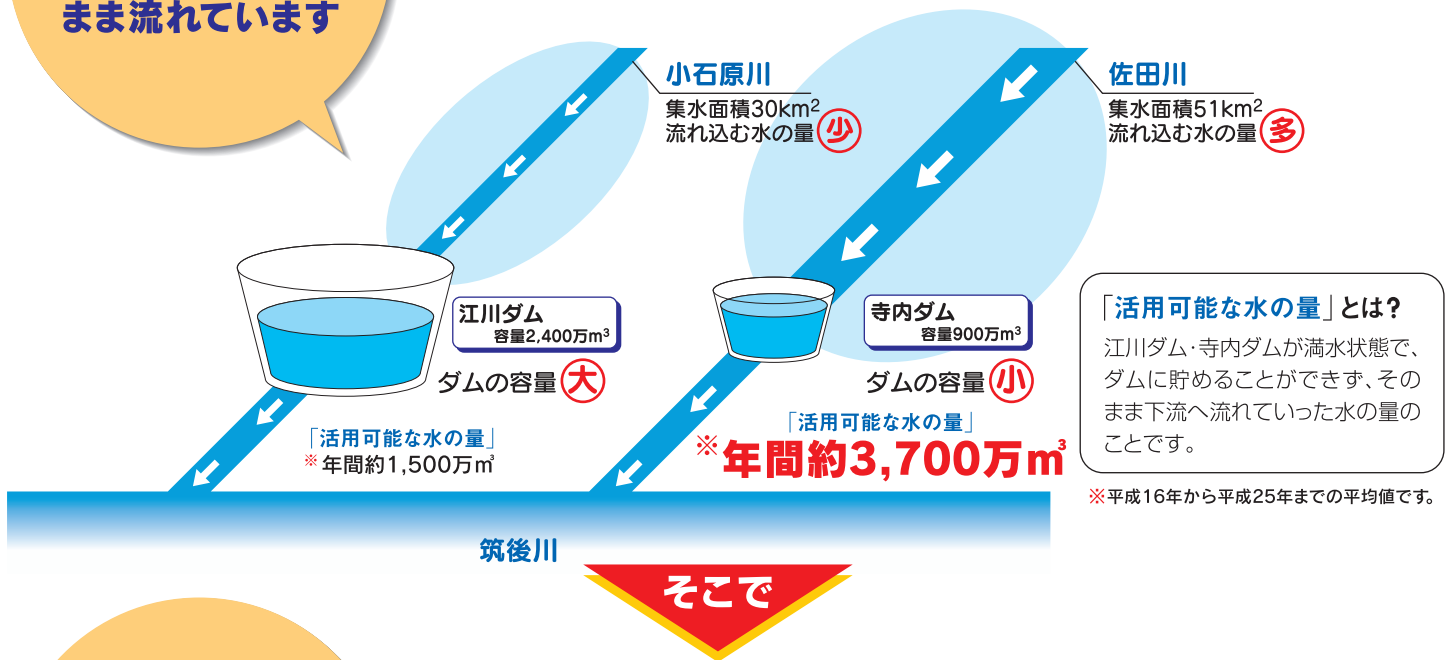 まま流れています
小石原川
集水面積30km²
流れ込む水の量 少
佐田川
集水面積51km²
流れ込む水の量 多
江川ダム
容量2,400万m³
ダムの容量 大
「活用可能な水の量」
※年間約1,500万㎥
寺内ダム
容量900万m³
ダムの容量 小
「活用可能な水の量」
※年間約3,700万㎥
「活用可能な水の量」とは?
江川ダム・寺内ダムが満水状態で、
ダムに貯めることができず、その
まま下流へ流れていった水の量の
ことです。
※平成16年から平成25年までの平均値です。
筑後川
そこで